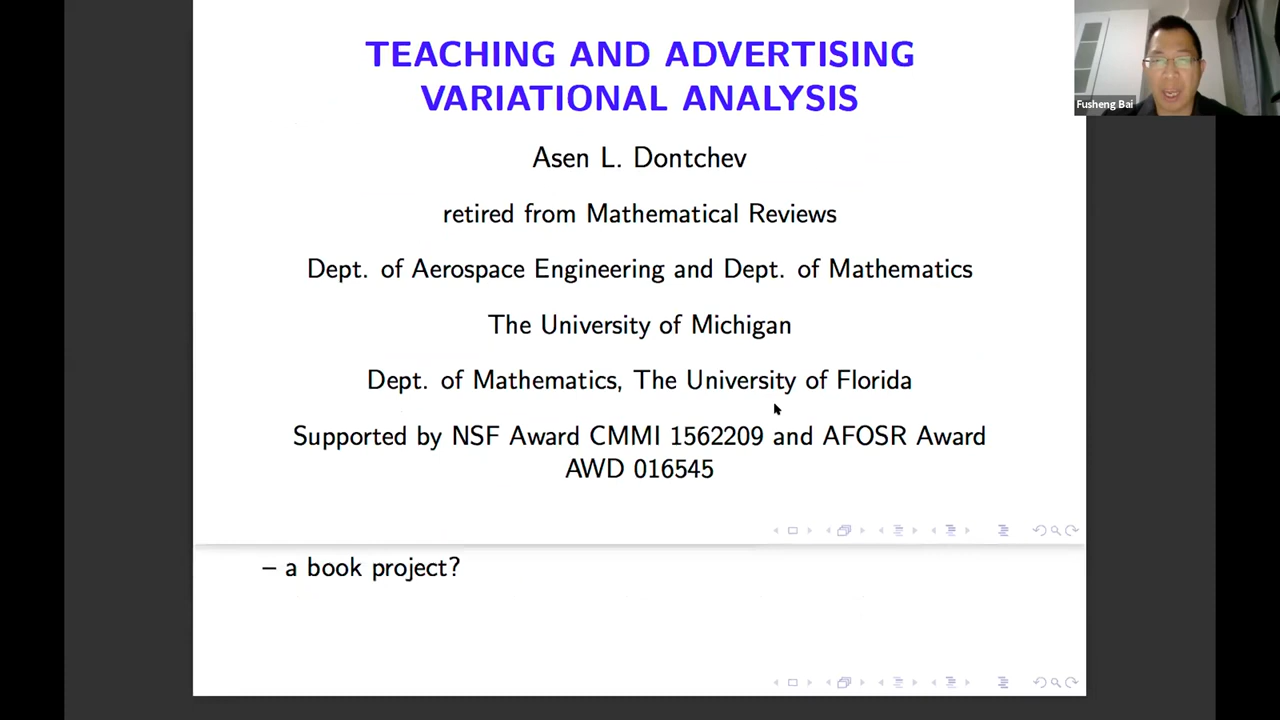 TEACHING AND ADVERTISING
VARIATIONAL ANALYSIS
Asen L. Dontchev
retired from Mathematical Reviews
Dept. of Aerospace Engineering and Dept. of Mathematics
The University of Michigan
Dept. of Mathematics, The University of Florida
Supported by NSF Award CMMI 1562209 and AFOSR Award
AWD 016545
– a book project?
Fusheng Bai